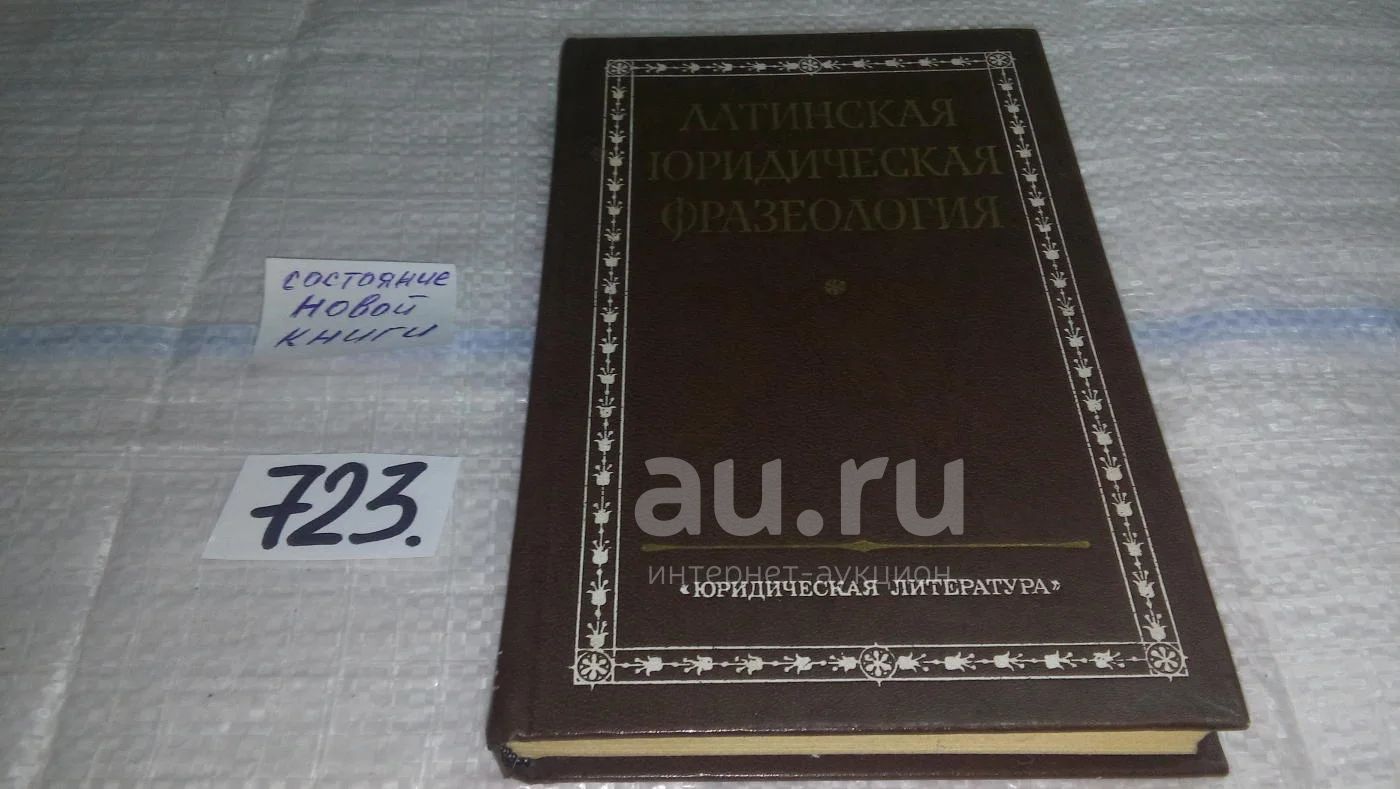 ЛАТИНСКАЯ
ЮРИДИЧЕСКАЯ
ФРАЗЕОЛОГИЯ
состояние
новой
книги
723.
au.ru
интернет-аукцион
«ЮРИДИЧЕСКАЯ ЛИТЕРАТУРА»